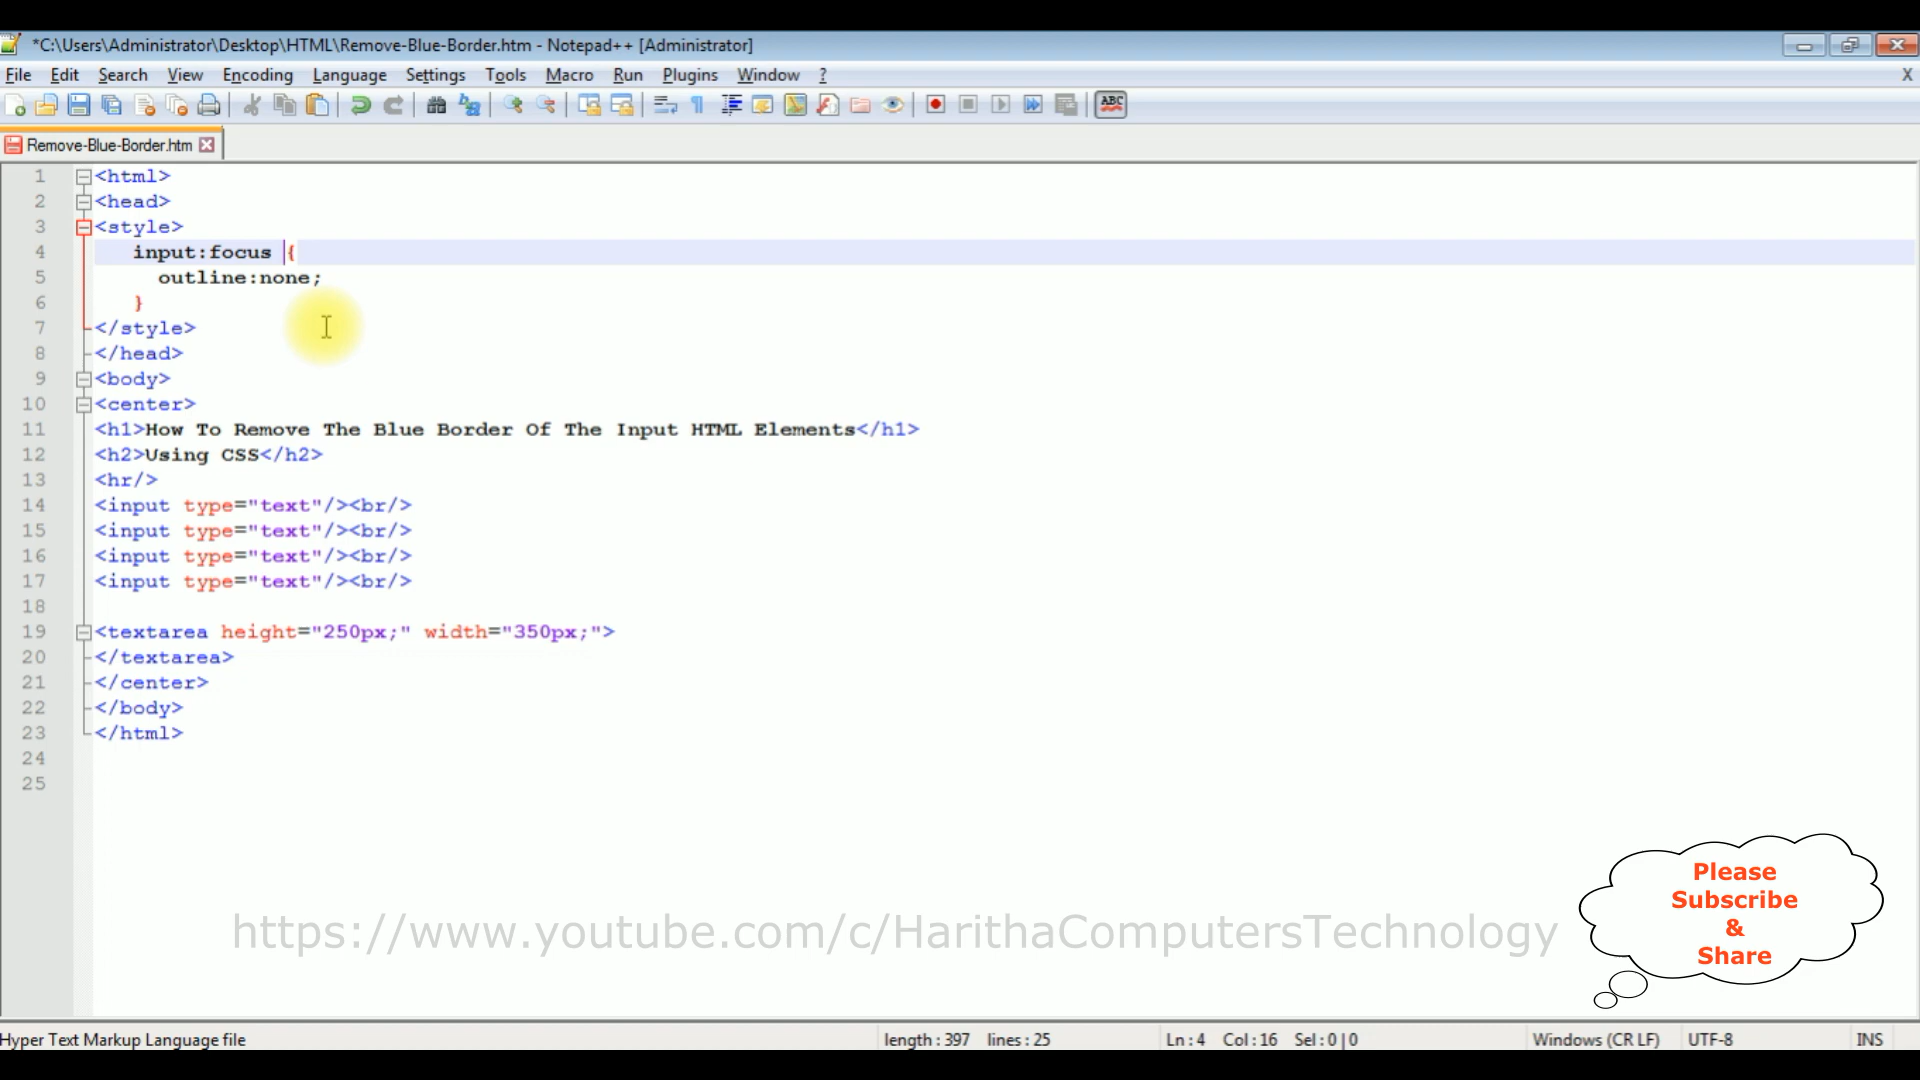 *C:\Users\Administrator\Desktop\HTML\Remove-Blue-Border.htm - Notepad++ [Administrator]
File Edit Search View Encoding Language Settings Tools Macro Run Plugins Window ? X
ABC
Remove-Blue-Border.htm
1 <html>
2 <head>
3 <style>
4 input:focus {
5 outline:none;
6 }
7 </style>
8 </head>
9 <body>
10 <center>
11 <h1>How To Remove The Blue Border Of The Input HTML Elements</h1>
12 <h2>Using CSS</h2>
13 <hr/>
14 <input type="text"/><br/>
15 <input type="text"/><br/>
16 <input type="text"/><br/>
17 <input type="text"/><br/>
18
19 <textarea height="250px;" width="350px;">
20 </textarea>
21 </center>
22 </body>
23 </html>
24
25
Please
Subscribe
&
Share
https://www.youtube.com/c/HarithaComputersTechnology
Hyper Text Markup Language file length : 397 lines : 25 Ln : 4 Col : 16 Sel : 0 | 0 Windows (CR LF) UTF-8 INS